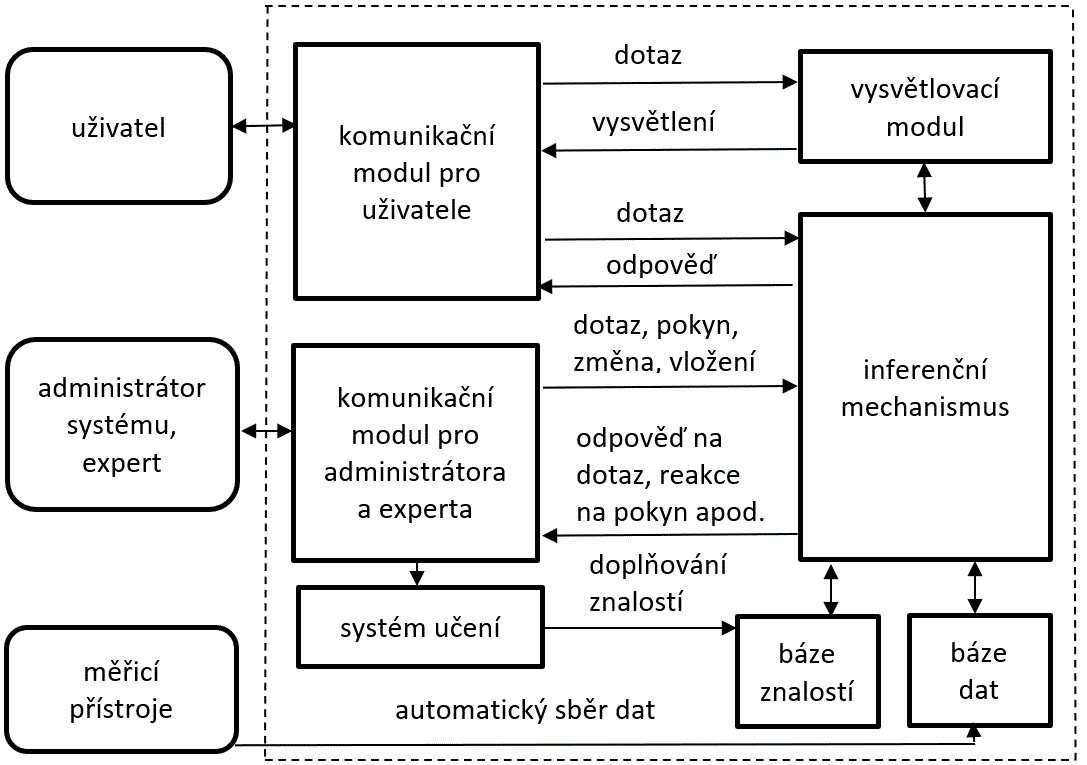 uživatel
komunikační
modul pro
uživatele
dotaz
vysvětlení
vysvětlovací
modul
dotaz
odpověď
administrátor
systému,
expert
komunikační
modul pro
administrátora
a experta
dotaz, pokyn,
změna, vložení
odpověď na
dotaz, reakce
na pokyn apod.
inferenční
mechanismus
systém učení
doplňování
znalostí
báze
znalostí
báze
dat
měřicí
přístroje
automatický sběr dat